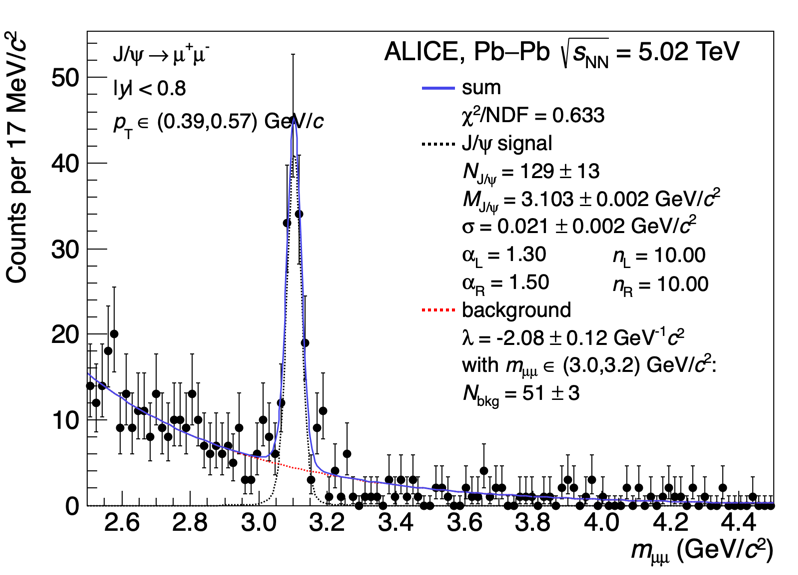 J/ψ → μ⁺μ⁻
|y| < 0.8
p_T ∈ (0.39,0.57) GeV/c
ALICE, Pb–Pb √s_NN = 5.02 TeV
sum
χ²/NDF = 0.633
J/ψ signal
N_J/ψ = 129 ± 13
M_J/ψ = 3.103 ± 0.002 GeV/c²
σ = 0.021 ± 0.002 GeV/c²
α_L = 1.30 n_L = 10.00
α_R = 1.50 n_R = 10.00
background
λ = -2.08 ± 0.12 GeV⁻¹c²
with m_μμ ∈ (3.0,3.2) GeV/c²:
N_bkg = 51 ± 3
Counts per 17 MeV/c²
50
40
30
20
10
0
2.6 2.8 3.0 3.2 3.4 3.6 3.8 4.0 4.2 4.4
m_μμ (GeV/c²)